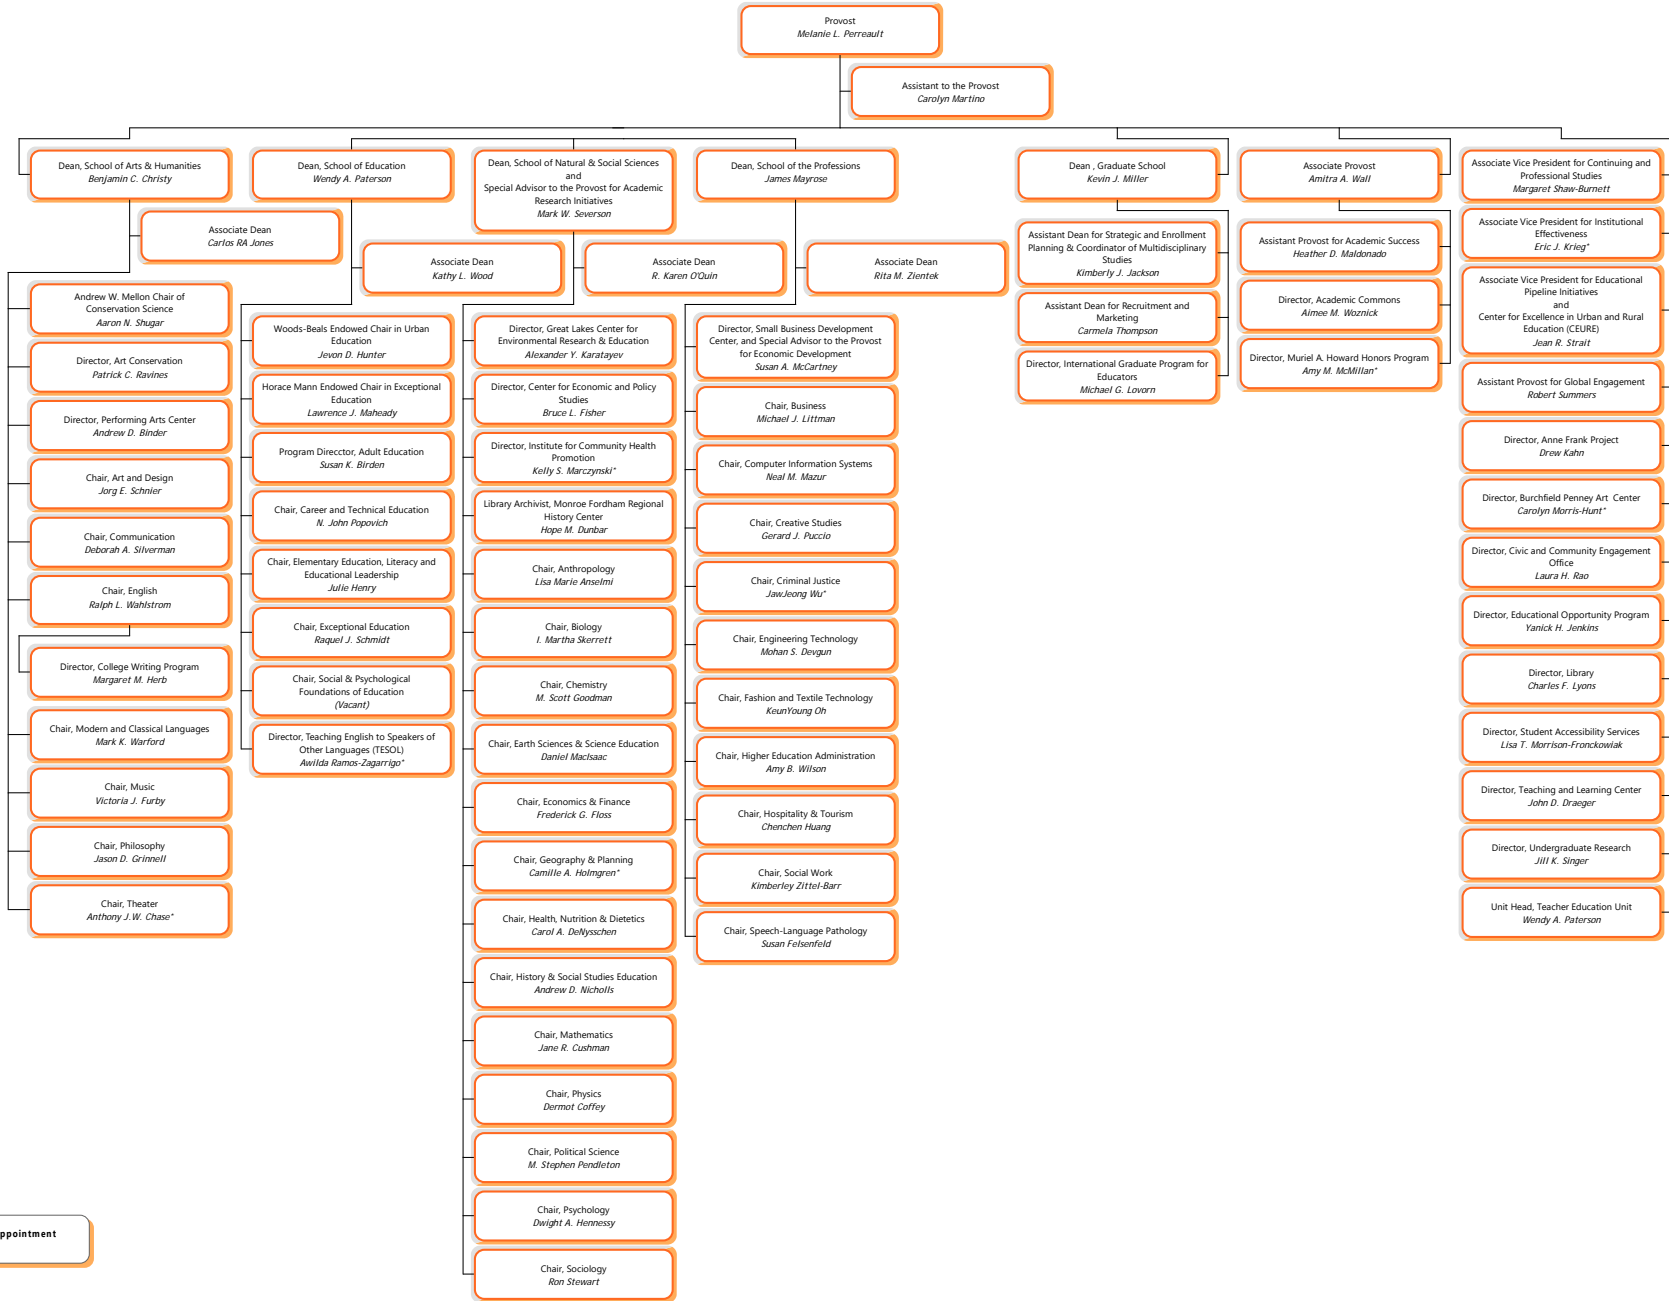 Provost
Melanie L. Perreault
Assistant to the Provost
Carolyn Martino
Dean, School of Arts & Humanities
Benjamin C. Christy
Associate Dean
Carlos RA Jones
Andrew W. Mellon Chair of
Conservation Science
Aaron N. Shugar
Director, Art Conservation
Patrick C. Ravines
Director, Performing Arts Center
Andrew D. Binder
Chair, Art and Design
Jorg E. Schnier
Chair, Communication
Deborah A. Silverman
Chair, English
Ralph L. Wahlstrom
Director, College Writing Program
Margaret M. Herb
Chair, Modern and Classical Languages
Mark K. Warford
Chair, Music
Victoria J. Furby
Chair, Philosophy
Jason D. Grinnell
Chair, Theater
Anthony J.W. Chase*
Dean, School of Education
Wendy A. Paterson
Associate Dean
Kathy L. Wood
Woods-Beals Endowed Chair in Urban
Education
Jevon D. Hunter
Horace Mann Endowed Chair in Exceptional
Education
Lawrence J. Maheady
Program Direcctor, Adult Education
Susan K. Birden
Chair, Career and Technical Education
N. John Popovich
Chair, Elementary Education, Literacy and
Educational Leadership
Julie Henry
Chair, Exceptional Education
Raquel J. Schmidt
Chair, Social & Psychological
Foundations of Education
(Vacant)
Director, Teaching English to Speakers of
Other Languages (TESOL)
Awilda Ramos-Zagarrigo*
Dean, School of Natural & Social Sciences
and
Special Advisor to the Provost for Academic
Research Initiatives
Mark W. Severson
Associate Dean
R. Karen O'Quin
Director, Great Lakes Center for
Environmental Research & Education
Alexander Y. Karatayev
Director, Center for Economic and Policy
Studies
Bruce L. Fisher
Director, Institute for Community Health
Promotion
Kelly S. Marczynski*
Library Archivist, Monroe Fordham Regional
History Center
Hope M. Dunbar
Chair, Anthropology
Lisa Marie Anselmi
Chair, Biology
I. Martha Skerrett
Chair, Chemistry
M. Scott Goodman
Chair, Earth Sciences & Science Education
Daniel MacIsaac
Chair, Economics & Finance
Frederick G. Floss
Chair, Geography & Planning
Camille A. Holmgren*
Chair, Health, Nutrition & Dietetics
Carol A. DeNysschen
Chair, History & Social Studies Education
Andrew D. Nicholls
Chair, Mathematics
Jane R. Cushman
Chair, Physics
Dermot Coffey
Chair, Political Science
M. Stephen Pendleton
Chair, Psychology
Dwight A. Hennessy
Chair, Sociology
Ron Stewart
Dean, School of the Professions
James Mayrose
Associate Dean
Rita M. Zientek
Director, Small Business Development
Center, and Special Advisor to the Provost
for Economic Development
Susan A. McCartney
Chair, Business
Michael J. Littman
Chair, Computer Information Systems
Neal M. Mazur
Chair, Creative Studies
Gerard J. Puccio
Chair, Criminal Justice
JawJeong Wu*
Chair, Engineering Technology
Mohan S. Devgun
Chair, Fashion and Textile Technology
KeunYoung Oh
Chair, Higher Education Administration
Amy B. Wilson
Chair, Hospitality & Tourism
Chenchen Huang
Chair, Social Work
Kimberley Zittel-Barr
Chair, Speech-Language Pathology
Susan Felsenfeld
Dean , Graduate School
Kevin J. Miller
Assistant Dean for Strategic and Enrollment
Planning & Coordinator of Multidisciplinary
Studies
Kimberly J. Jackson
Assistant Dean for Recruitment and
Marketing
Carmela Thompson
Director, International Graduate Program for
Educators
Michael G. Lovorn
Associate Provost
Amitra A. Wall
Assistant Provost for Academic Success
Heather D. Maldonado
Director, Academic Commons
Aimee M. Woznick
Director, Muriel A. Howard Honors Program
Amy M. McMillan*
Associate Vice President for Continuing and
Professional Studies
Margaret Shaw-Burnett
Associate Vice President for Institutional
Effectiveness
Eric J. Krieg*
Associate Vice President for Educational
Pipeline Initiatives
and
Center for Excellence in Urban and Rural
Education (CEURE)
Jean R. Strait
Assistant Provost for Global Engagement
Robert Summers
Director, Anne Frank Project
Drew Kahn
Director, Burchfield Penney Art Center
Carolyn Morris-Hunt*
Director, Civic and Community Engagement
Office
Laura H. Rao
Director, Educational Opportunity Program
Yanick H. Jenkins
Director, Library
Charles F. Lyons
Director, Student Accessibility Services
Lisa T. Morrison-Fronckowiak
Director, Teaching and Learning Center
John D. Draeger
Director, Undergraduate Research
Jill K. Singer
Unit Head, Teacher Education Unit
Wendy A. Paterson
ppointment